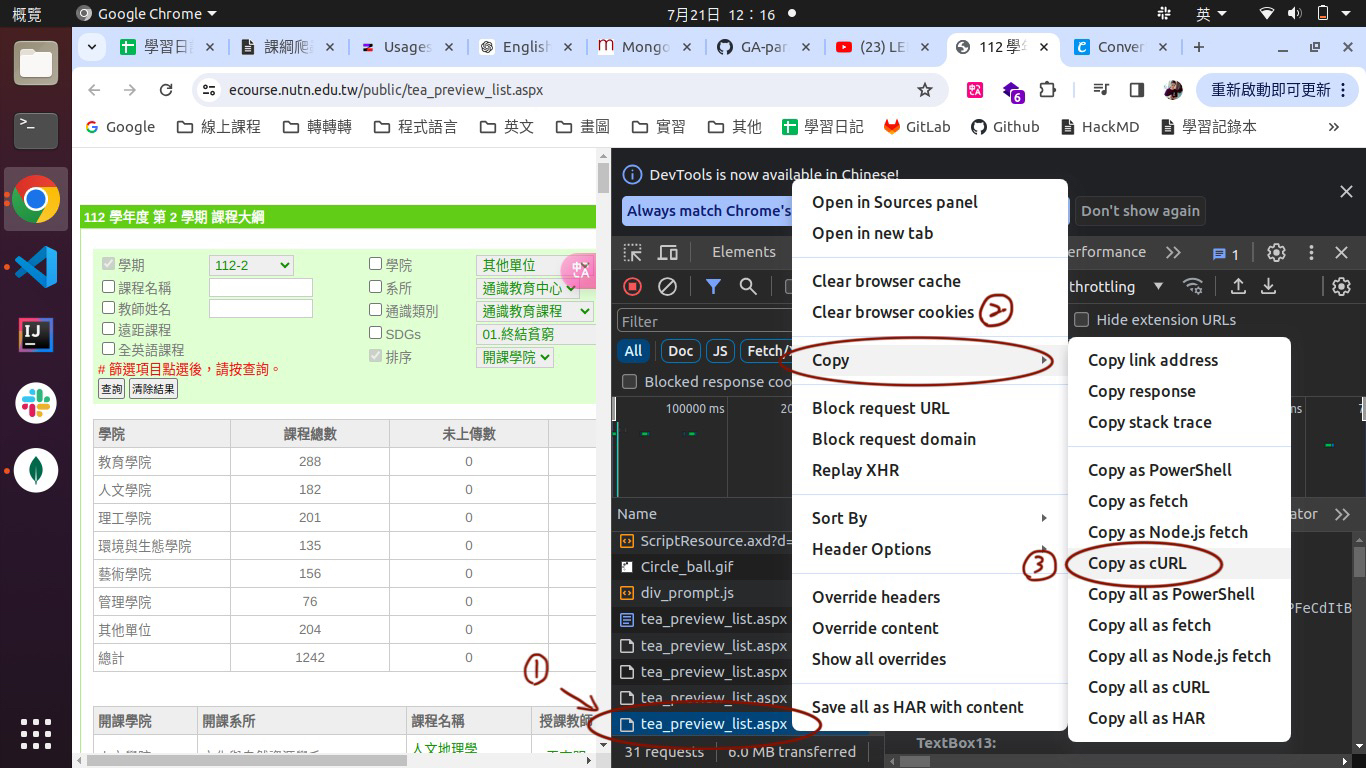 概覽 Google Chrome 7月21日 12：16 英
學習日 課綱爬 Usages English Mongo GA-par (23) LE 112 學年 Conver
ecourse.nutn.edu.tw/public/tea_preview_list.aspx 6 重新啟動即可更新
Google 線上課程 轉轉轉 程式語言 英文 畫圖 實習 其他 學習日記 GitLab Github HackMD 學習記錄本
DevTools is now available in Chinese!
Always match Chrome's Don't show again
Elements erformance 1
throttling
Filter Hide extension URLs
All Doc JS Fetch/
Blocked response coo
100000 ms 20 ms
Name ator
ScriptResource.axd?d=
Circle_ball.gif
div_prompt.js
tea_preview_list.aspx
tea_preview_list.aspx
tea_preview_list.aspx
tea_preview_list.aspx
tea_preview_list.aspx
31 requests 6.0 MB transferred
PFeCdItB
TextBox13:
Open in Sources panel
Open in new tab
Clear browser cache
Clear browser cookies
2
Copy
Block request URL
Block request domain
Replay XHR
Sort By
Header Options
Override headers
Override content
Show all overrides
Save all as HAR with content
Copy link address
Copy response
Copy stack trace
Copy as PowerShell
Copy as fetch
Copy as Node.js fetch
3
Copy as cURL
Copy all as PowerShell
Copy all as fetch
Copy all as Node.js fetch
Copy all as cURL
Copy all as HAR
1
112 學年度 第 2 學期 課程大綱
學期 112-2 學院 其他單位
課程名稱 系所 通識教育中心
教師姓名 通識類別 通識教育課程
遠距課程 SDGs 01.終結貧窮
全英語課程 排序 開課學院
# 篩選項目點選後，請按查詢。
查詢 清除結果
學院 課程總數 未上傳數
教育學院 288 0
人文學院 182 0
理工學院 201 0
環境與生態學院 135 0
藝術學院 156 0
管理學院 76 0
其他單位 204 0
總計 1242 0
開課學院 開課系所 課程名稱 授課教師
人文地理學